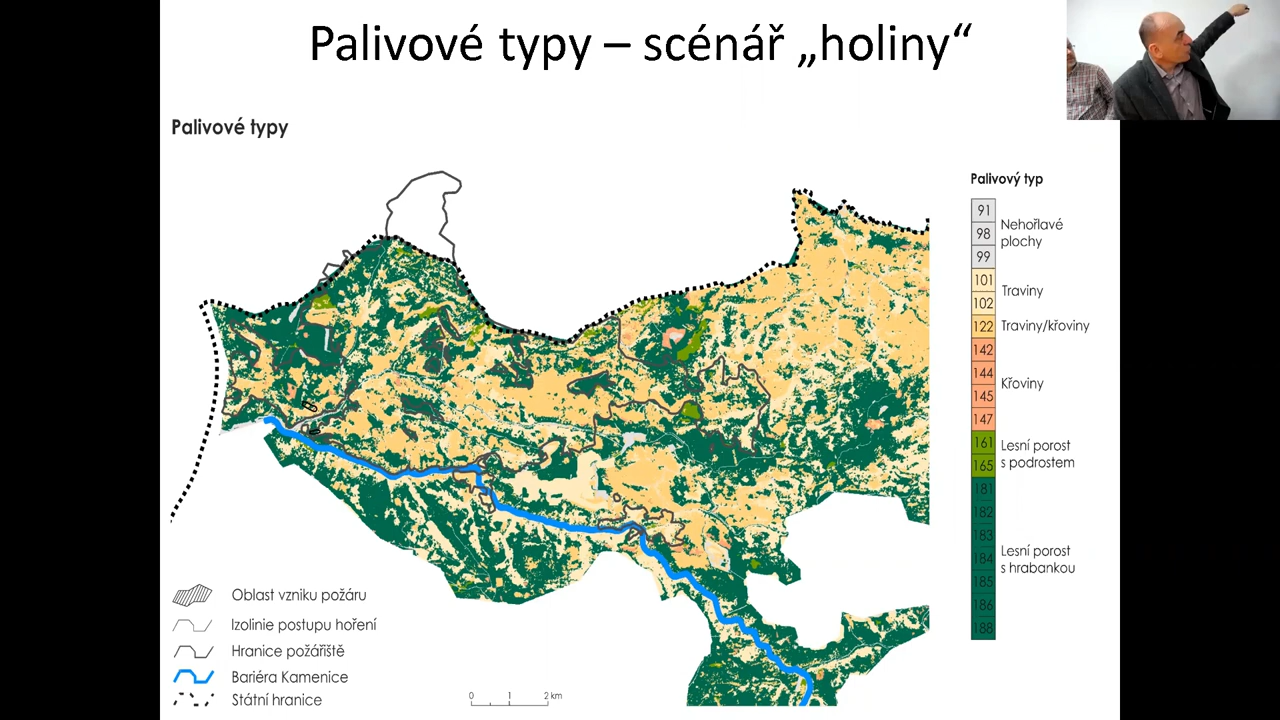 Palivové typy – scénář „holiny“
Palivové typy
Palivový typ
91
98
99
Nehořlavé
plochy
101
102
Traviny
122
Traviny/křoviny
142
144
145
147
Křoviny
161
165
Lesní porost
s podrostem
181
182
183
184
185
186
188
Lesní porost
s hrabankou
Oblast vzniku požáru
Izolinie postupu hoření
Hranice požářiště
Bariéra Kamenice
Státní hranice
0 1 2 km